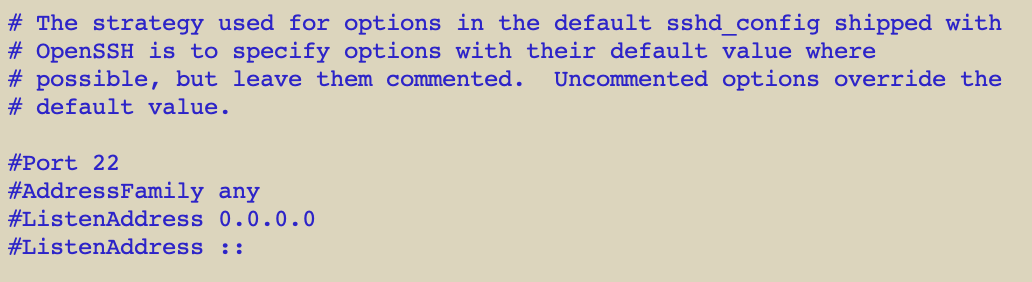 # The strategy used for options in the default sshd_config shipped with
# OpenSSH is to specify options with their default value where
# possible, but leave them commented.  Uncommented options override the
# default value.

#Port 22
#AddressFamily any
#ListenAddress 0.0.0.0
#ListenAddress ::